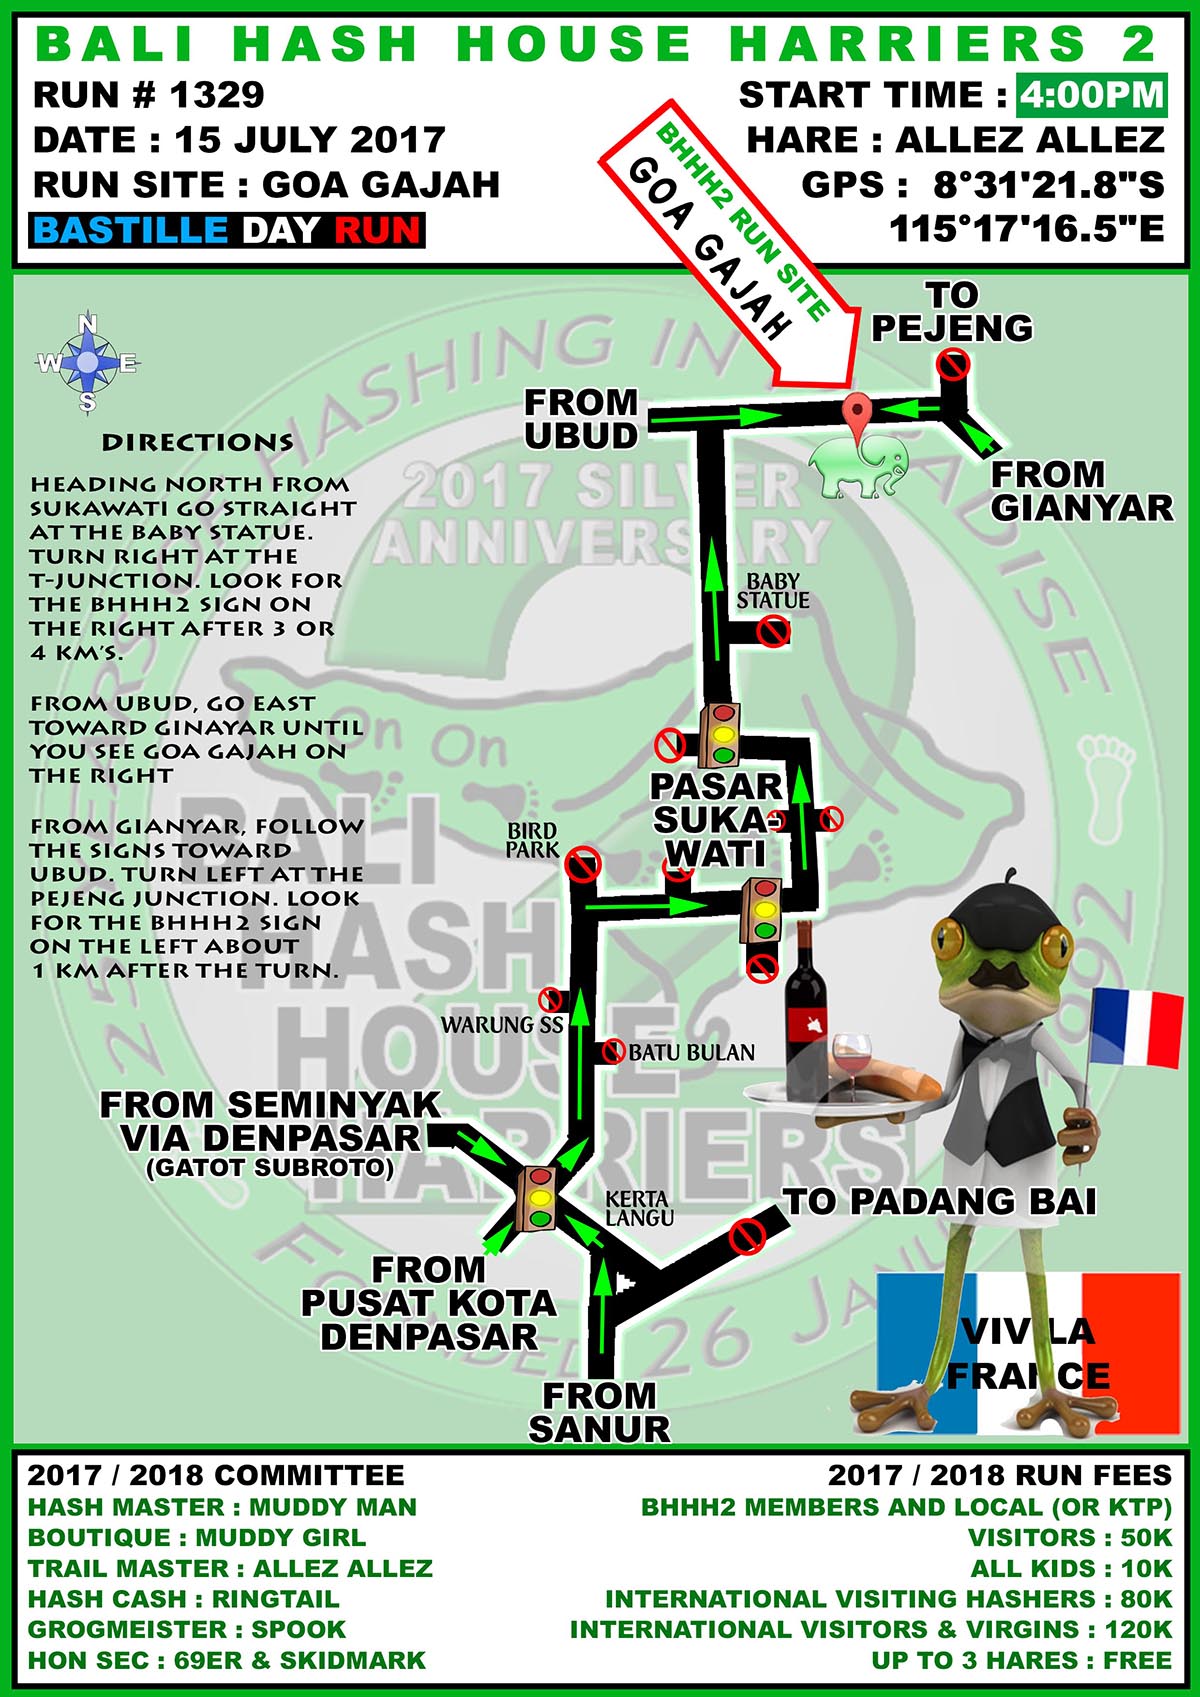 BALI HASH HOUSE HARRIERS 2
RUN # 1329
DATE : 15 JULY 2017
RUN SITE : GOA GAJAH
BASTILLE DAY RUN
START TIME : 4:00PM
HARE : ALLEZ ALLEZ
GPS : 8°31'21.8"S
115°17'16.5"E
BHHH2 RUN SITE
GOA GAJAH
TO
PEJENG
N
W E
S
FROM
UBUD
FROM
GIANYAR
DIRECTIONS
HEADING NORTH FROM
SUKAWATI GO STRAIGHT
AT THE BABY STATUE.
TURN RIGHT AT THE
T-JUNCTION. LOOK FOR
THE BHHH2 SIGN ON
THE RIGHT AFTER 3 OR
4 KM'S.
FROM UBUD, GO EAST
TOWARD GINAYAR UNTIL
YOU SEE GOA GAJAH ON
THE RIGHT
FROM GIANYAR, FOLLOW
THE SIGNS TOWARD
UBUD. TURN LEFT AT THE
PEJENG JUNCTION. LOOK
FOR THE BHHH2 SIGN
ON THE LEFT ABOUT
1 KM AFTER THE TURN.
2017 SILVER
ANNIVERSARY
BABY
STATUE
PASAR
SUKA-
WATI
BIRD
PARK
WARUNG SS
BATU BULAN
FROM SEMINYAK
VIA DENPASAR
(GATOT SUBROTO)
KERTA
LANGU
TO PADANG BAI
FROM
PUSAT KOTA
DENPASAR
FROM
SANUR
On On
BALI
HASH
HOUSE
HARRIERS
25 YEARS OF HASHING IN PARADISE
FOUNDED 26 JANUARY 1992
VIV LA
FRANCE
2017 / 2018 COMMITTEE
HASH MASTER : MUDDY MAN
BOUTIQUE : MUDDY GIRL
TRAIL MASTER : ALLEZ ALLEZ
HASH CASH : RINGTAIL
GROGMEISTER : SPOOK
HON SEC : 69ER & SKIDMARK
2017 / 2018 RUN FEES
BHHH2 MEMBERS AND LOCAL (OR KTP)
VISITORS : 50K
ALL KIDS : 10K
INTERNATIONAL VISITING HASHERS : 80K
INTERNATIONAL VISITORS & VIRGINS : 120K
UP TO 3 HARES : FREE